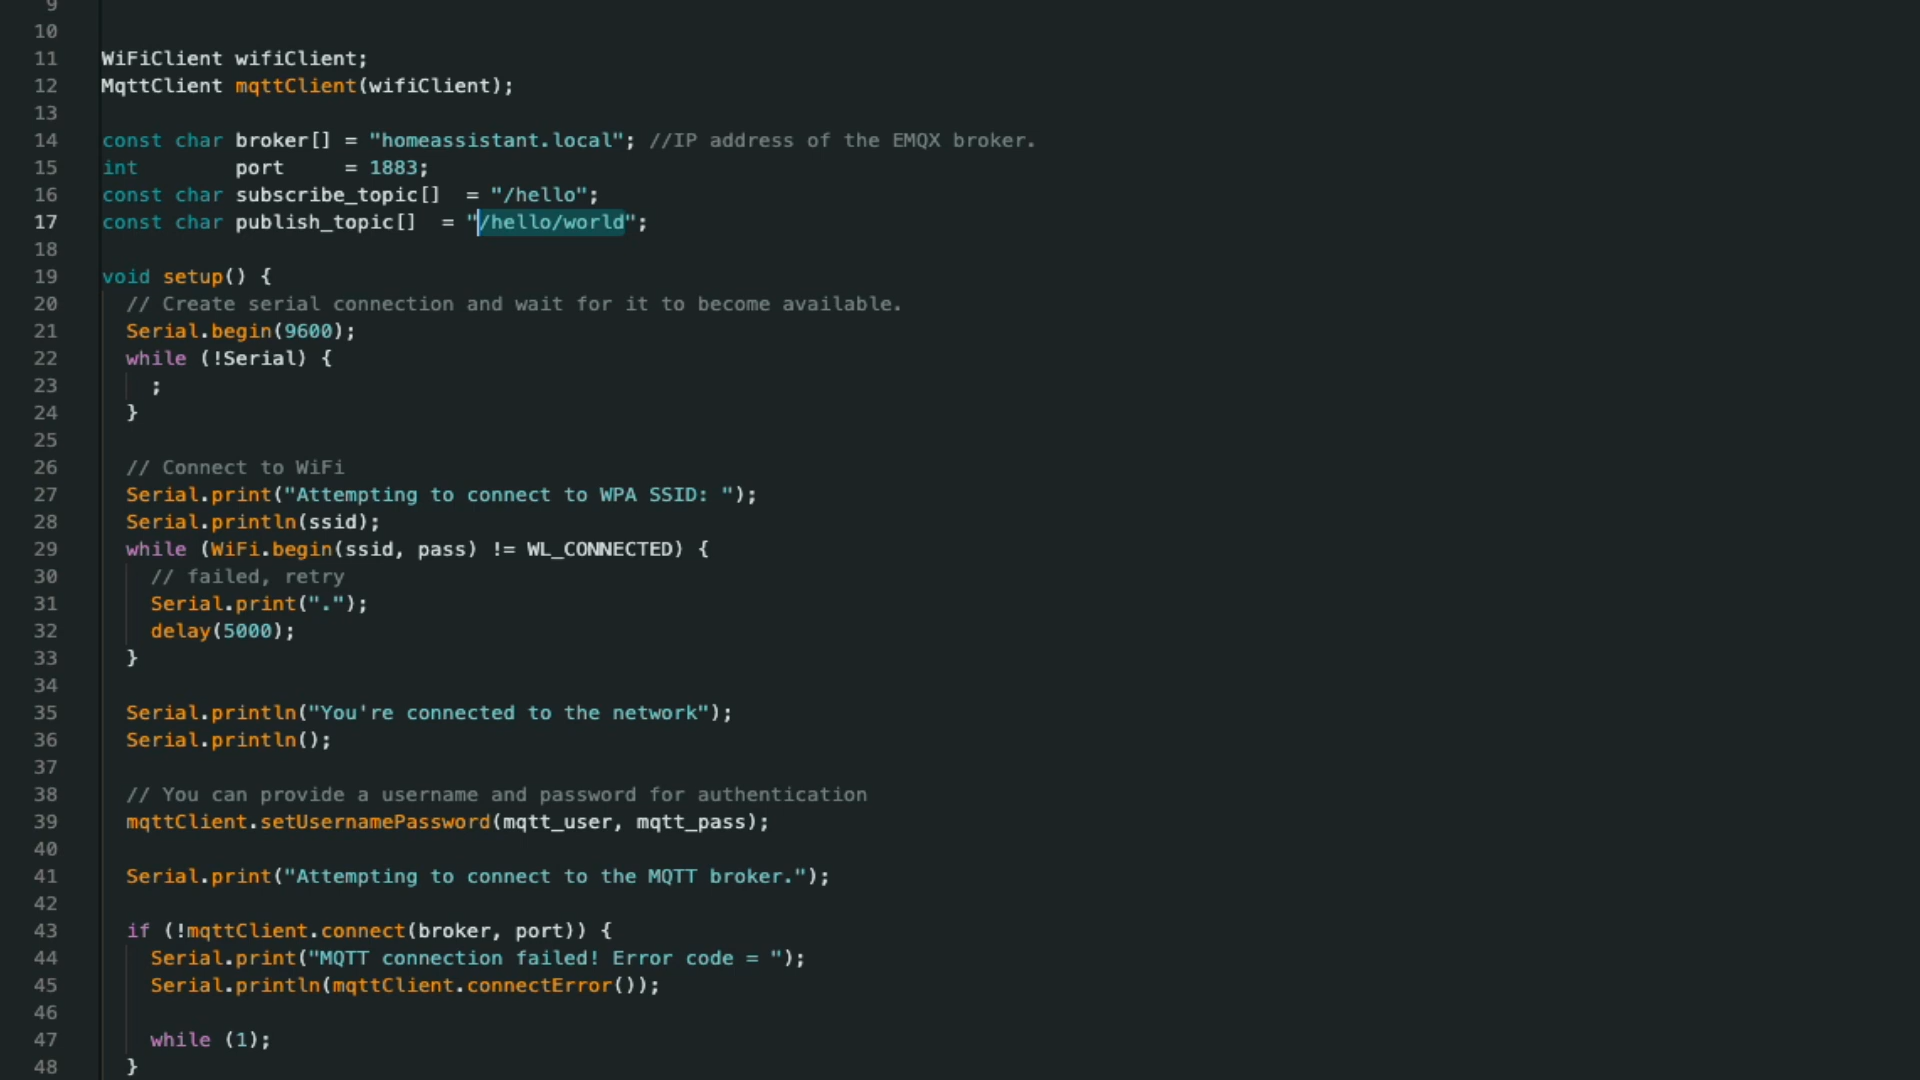 9
10
11 WiFiClient wifiClient;
12 MqttClient mqttClient(wifiClient);
13
14 const char broker[] = "homeassistant.local"; //IP address of the EMQX broker.
15 int        port     = 1883;
16 const char subscribe_topic[]  = "/hello";
17 const char publish_topic[]  = "/hello/world";
18
19 void setup() {
20   // Create serial connection and wait for it to become available.
21   Serial.begin(9600);
22   while (!Serial) {
23     ;
24   }
25
26   // Connect to WiFi
27   Serial.print("Attempting to connect to WPA SSID: ");
28   Serial.println(ssid);
29   while (WiFi.begin(ssid, pass) != WL_CONNECTED) {
30     // failed, retry
31     Serial.print(".");
32     delay(5000);
33   }
34
35   Serial.println("You're connected to the network");
36   Serial.println();
37
38   // You can provide a username and password for authentication
39   mqttClient.setUsernamePassword(mqtt_user, mqtt_pass);
40
41   Serial.print("Attempting to connect to the MQTT broker.");
42
43   if (!mqttClient.connect(broker, port)) {
44     Serial.print("MQTT connection failed! Error code = ");
45     Serial.println(mqttClient.connectError());
46
47     while (1);
48   }